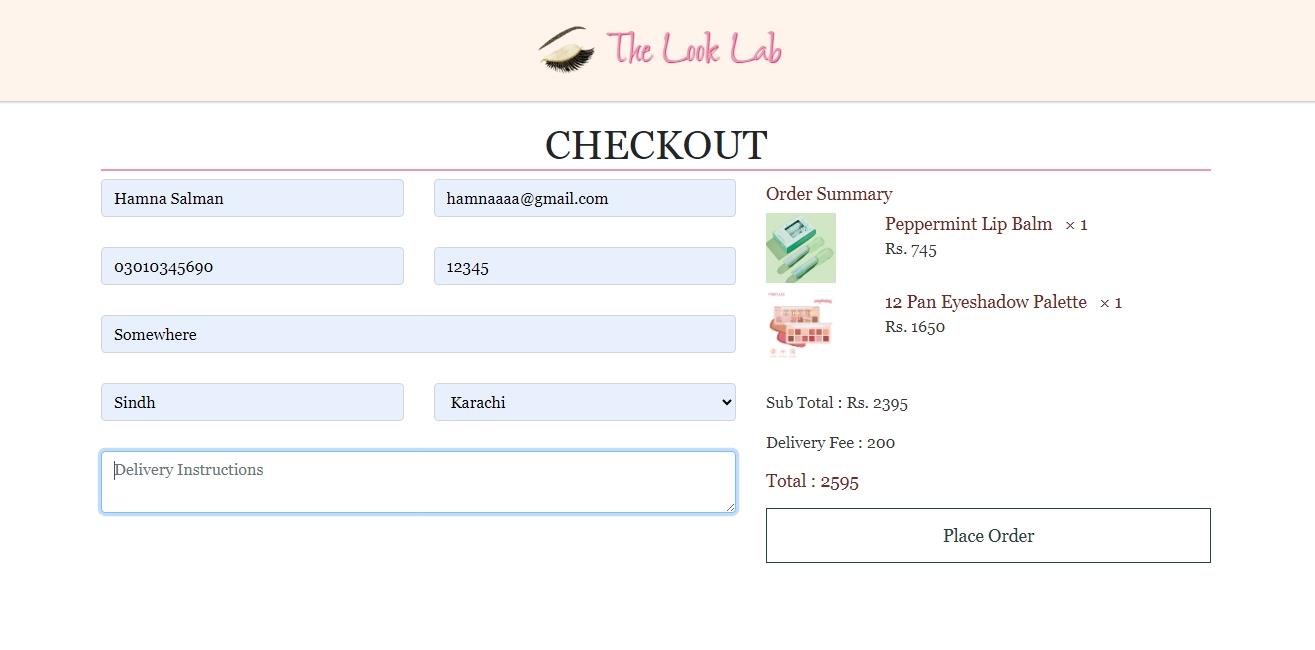 The Look Lab
CHECKOUT
Hamna Salman
hamnaaaa@gmail.com
03010345690
12345
Somewhere
Sindh
Karachi
Delivery Instructions
Order Summary
Peppermint Lip Balm × 1
Rs. 745
12 Pan Eyeshadow Palette × 1
Rs. 1650
Sub Total : Rs. 2395
Delivery Fee : 200
Total : 2595
Place Order